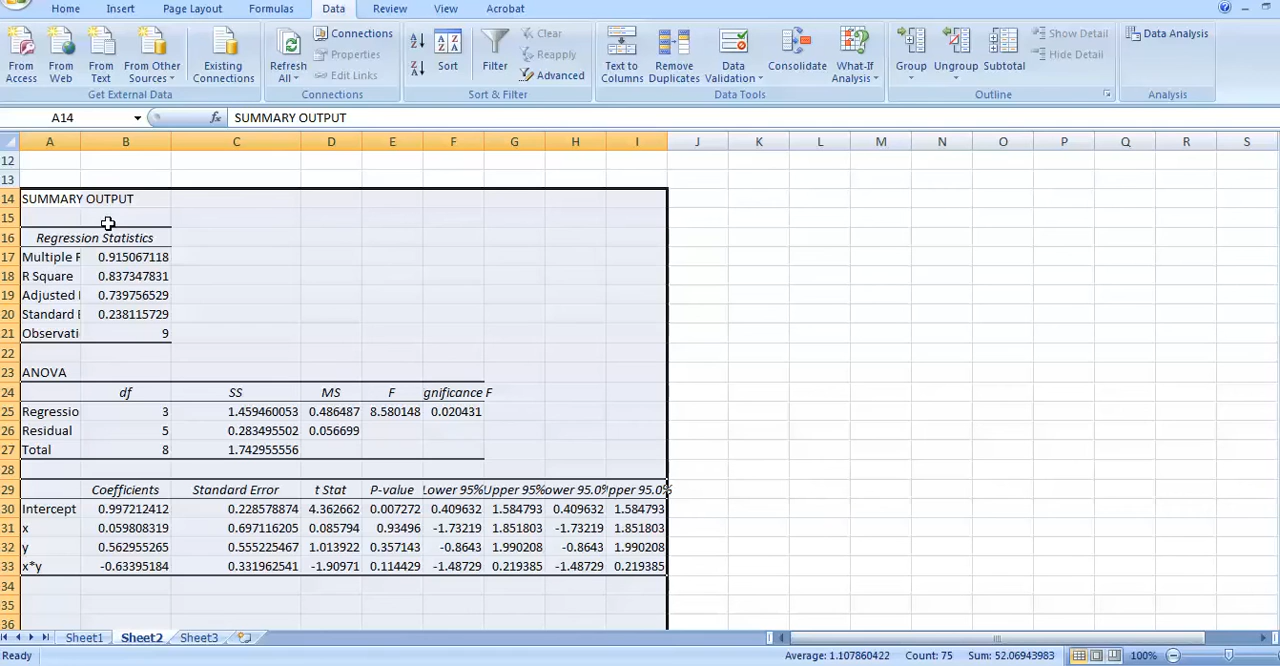 Home Insert Page Layout Formulas Data Review View Acrobat
From Access From Web From Text From Other Sources Existing Connections Refresh All Connections Properties Edit Links Sort Filter Clear Reapply Advanced Text to Columns Remove Duplicates Data Validation Consolidate What-If Analysis Group Ungroup Subtotal Show Detail Hide Detail Data Analysis
Get External Data Connections Sort & Filter Data Tools Outline Analysis
A14 fx SUMMARY OUTPUT
A B C D E F G H I J K L M N O P Q R S
12
13
14 SUMMARY OUTPUT
15
16 Regression Statistics
17 Multiple R 0.915067118
18 R Square 0.837347831
19 Adjusted 0.739756529
20 Standard E 0.238115729
21 Observati 9
22
23 ANOVA
24 df SS MS F gnificance F
25 Regressio 3 1.459460053 0.486487 8.580148 0.020431
26 Residual 5 0.283495502 0.056699
27 Total 8 1.742955556
28
29 Coefficients Standard Error t Stat P-value Lower 95% Upper 95% ower 95.0% pper 95.0%
30 Intercept 0.997212412 0.228578874 4.362662 0.007272 0.409632 1.584793 0.409632 1.584793
31 x 0.059808319 0.697116205 0.085794 0.93496 -1.73219 1.851803 -1.73219 1.851803
32 y 0.562955265 0.555225467 1.013922 0.357143 -0.8643 1.990208 -0.8643 1.990208
33 x*y -0.63395184 0.331962541 -1.90971 0.114429 -1.48729 0.219385 -1.48729 0.219385
34
35
36
Sheet1 Sheet2 Sheet3
Ready Average: 1.107860422 Count: 75 Sum: 52.06943983 100%